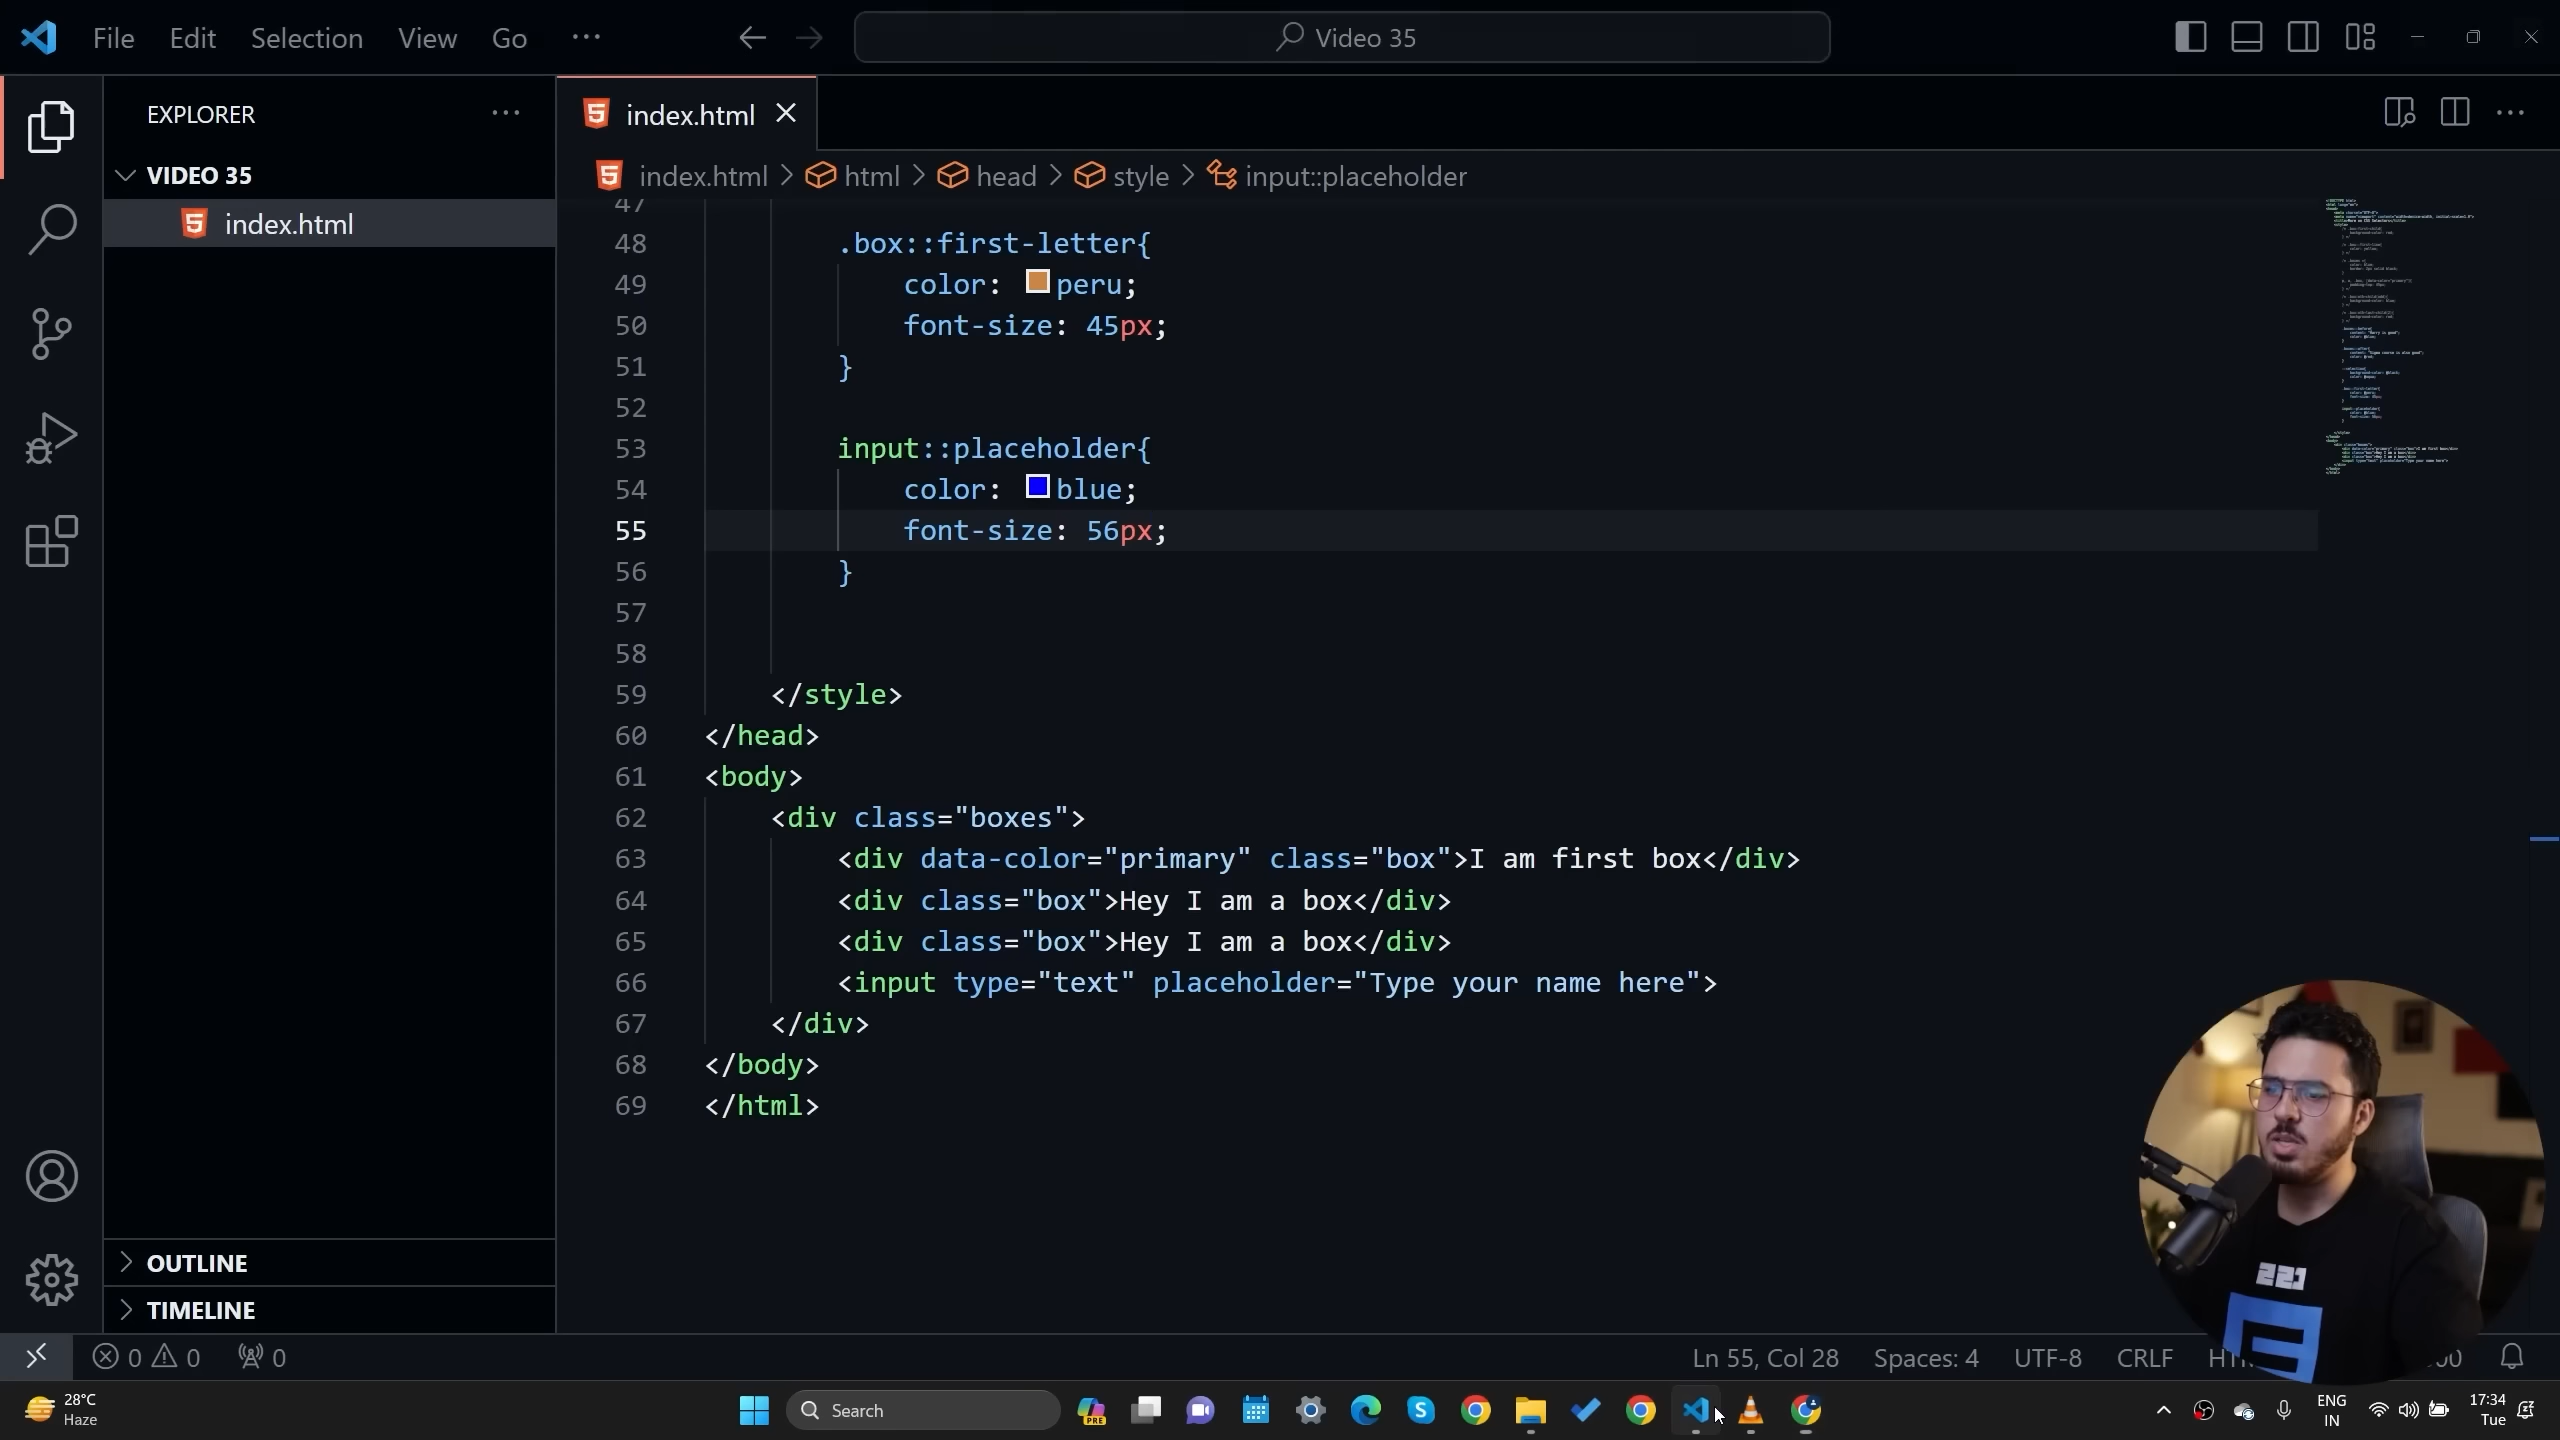 File Edit Selection View Go ··· Video 35
EXPLORER ···
VIDEO 35
index.html
OUTLINE
TIMELINE
index.html
index.html > html > head > style > input::placeholder
47
48 .box::first-letter{
49 color: peru;
50 font-size: 45px;
51 }
52
53 input::placeholder{
54 color: blue;
55 font-size: 56px;
56 }
57
58
59 </style>
60 </head>
61 <body>
62 <div class="boxes">
63 <div data-color="primary" class="box">I am first box</div>
64 <div class="box">Hey I am a box</div>
65 <div class="box">Hey I am a box</div>
66 <input type="text" placeholder="Type your name here">
67 </div>
68 </body>
69 </html>
221
0 0 0 Ln 55, Col 28 Spaces: 4 UTF-8 CRLF
28°C
Haze
Search
PRE
ENG
IN
17:34
Tue